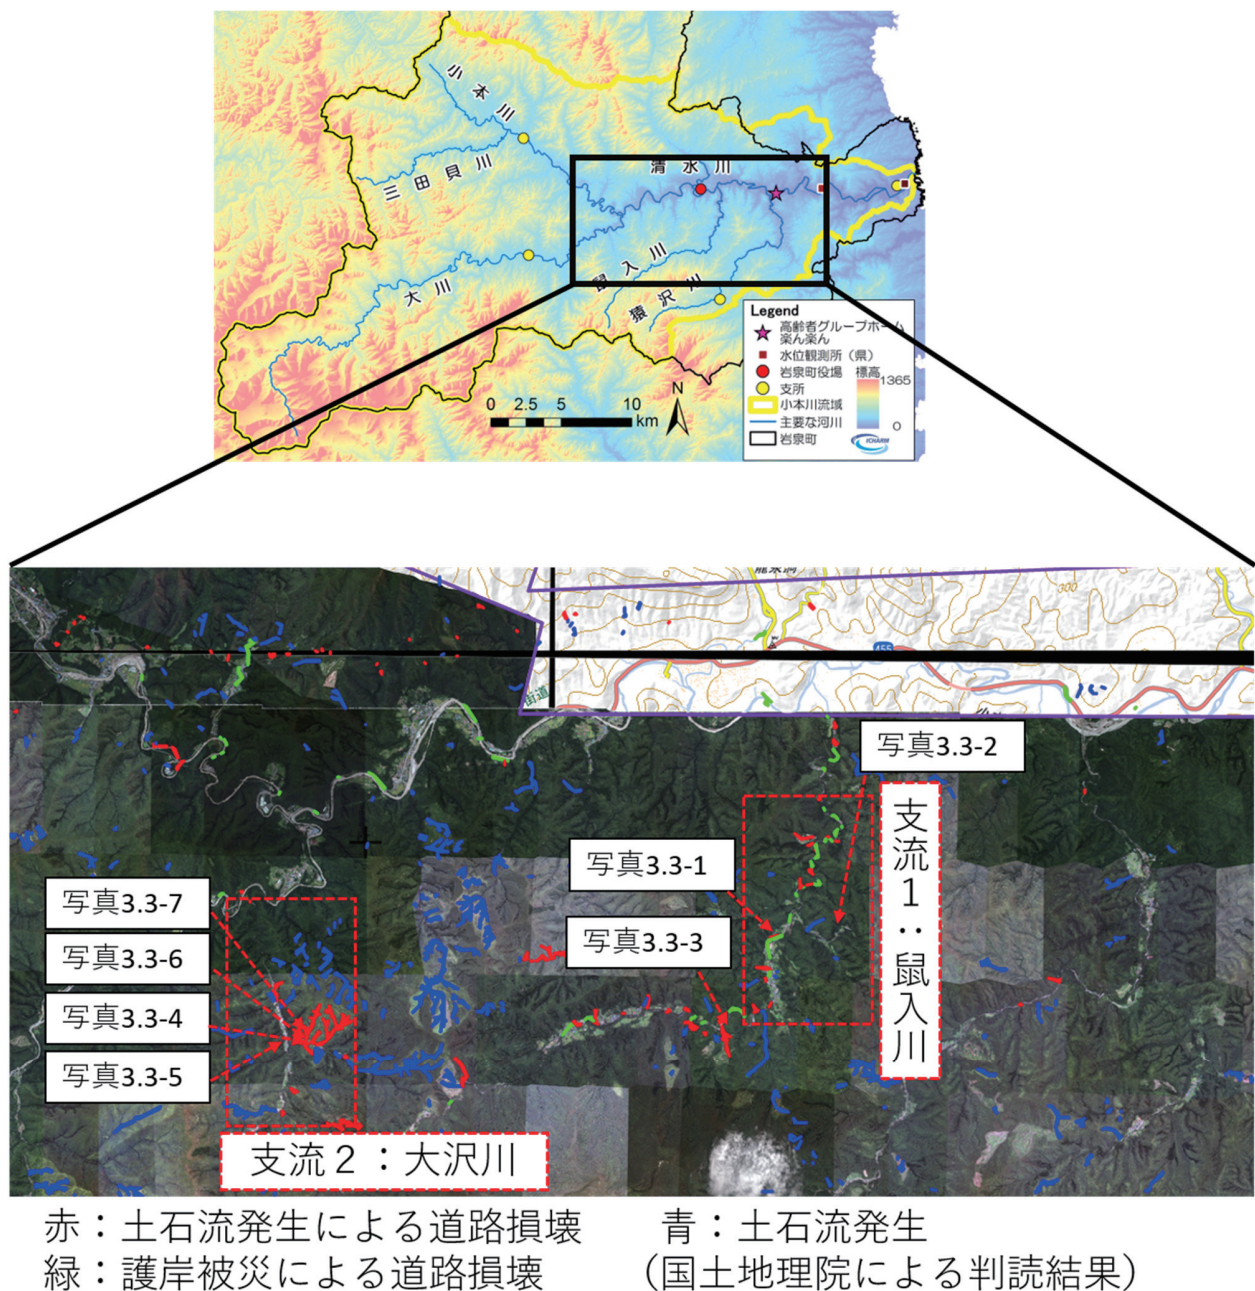 小本川
三田貝川
清水川
大川
鼠入川
猿沢川
Legend
高齢者グループホーム
楽ん楽ん
水位観測所（県）
岩泉町役場 標高
支所
1365
小本川流域
主要な河川
0
岩泉町
ICHARM
N
0 2.5 5 10
km
龍泉洞
300
455
街道
写真3.3-2
写真3.3-1
写真3.3-3
支流1：鼠入川
写真3.3-7
写真3.3-6
写真3.3-4
写真3.3-5
支流２：大沢川
赤：土石流発生による道路損壊 青：土石流発生
緑：護岸被災による道路損壊 （国土地理院による判読結果）